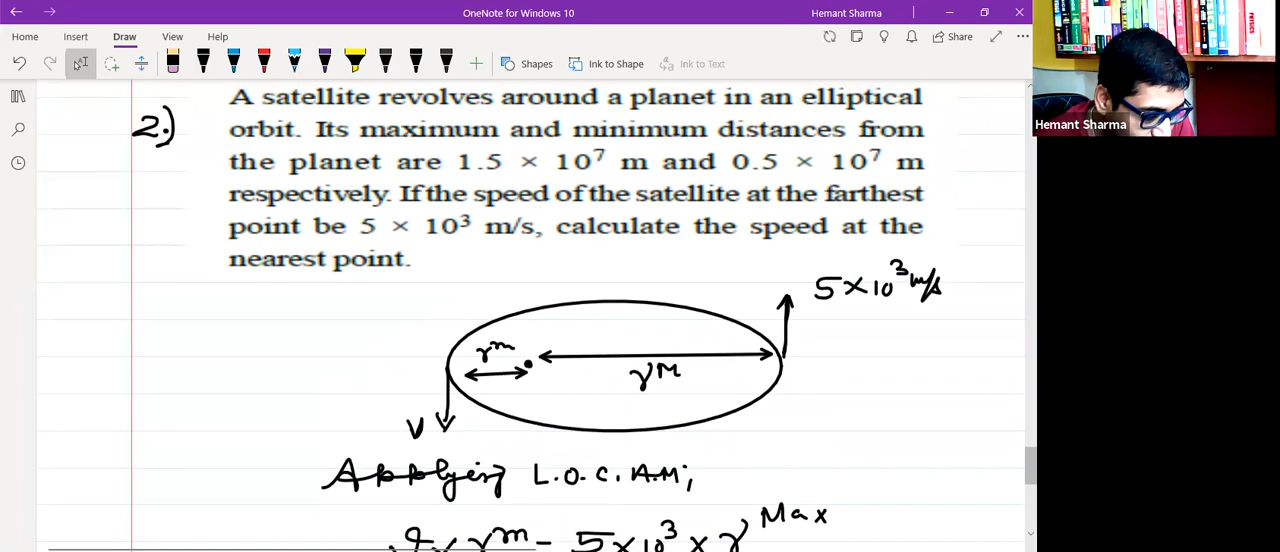 OneNote for Windows 10
Hemant Sharma
Home Insert Draw View Help
Share
Shapes Ink to Shape Ink to Text
Hemant Sharma
2.)
A satellite revolves around a planet in an elliptical
orbit. Its maximum and minimum distances from
the planet are 1.5 × 10⁷ m and 0.5 × 10⁷ m
respectively. If the speed of the satellite at the farthest
point be 5 × 10³ m/s, calculate the speed at the
nearest point.
5×10³ m/s
rᵐ
rᴹ
V
Applying L.O.C.A.M;
rᵐ = 5×10³ × r ᴹᵃˣ